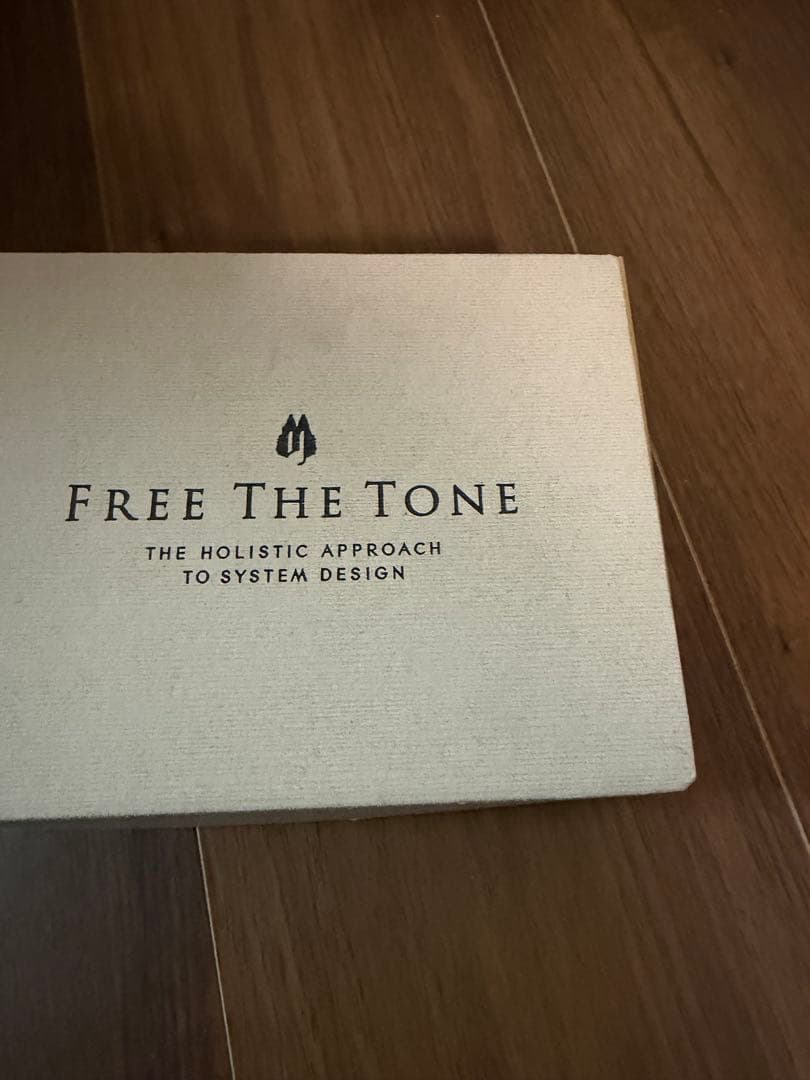 FREE THE TONE
THE HOLISTIC APPROACH
TO SYSTEM DESIGN